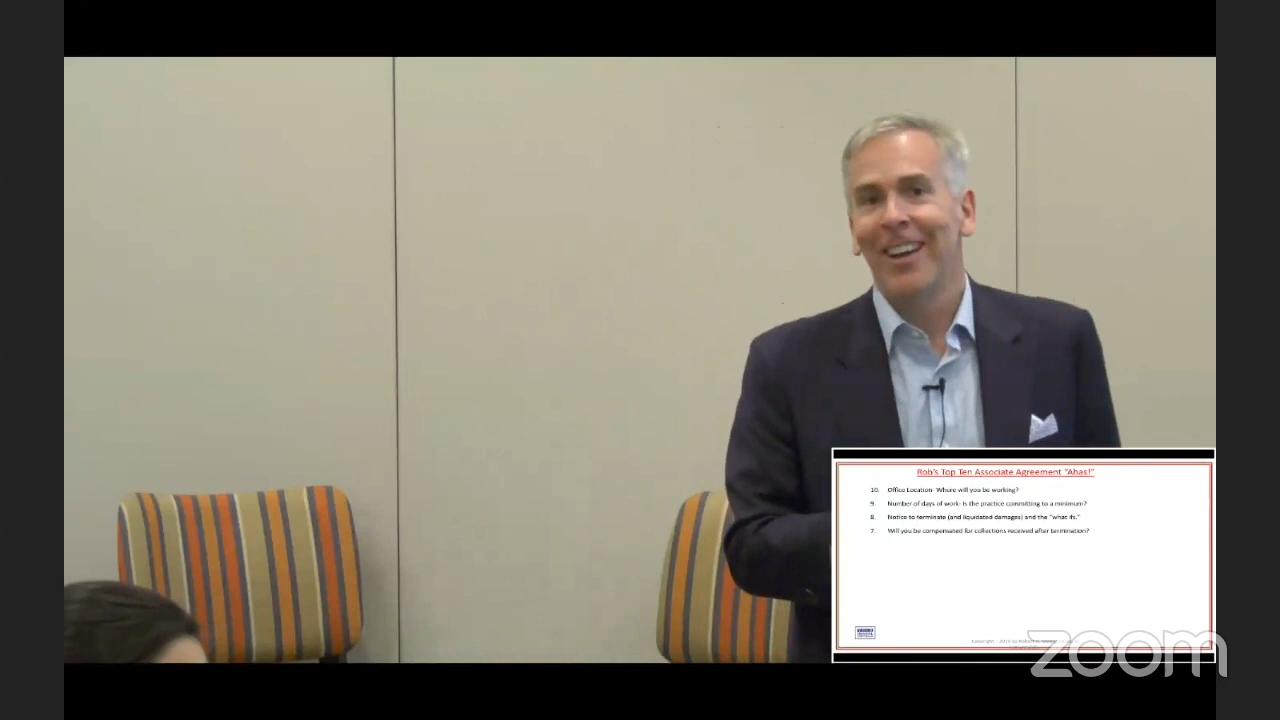 Rob's Top Ten Associate Agreement "Ahas!"
10. Office Location- Where will you be working?
9. Number of days of work- Is the practice committing to a minimum?
8. Notice to terminate (and liquidated damages) and the "what ifs."
7. Will you be compensated for collections received after termination?
zoom